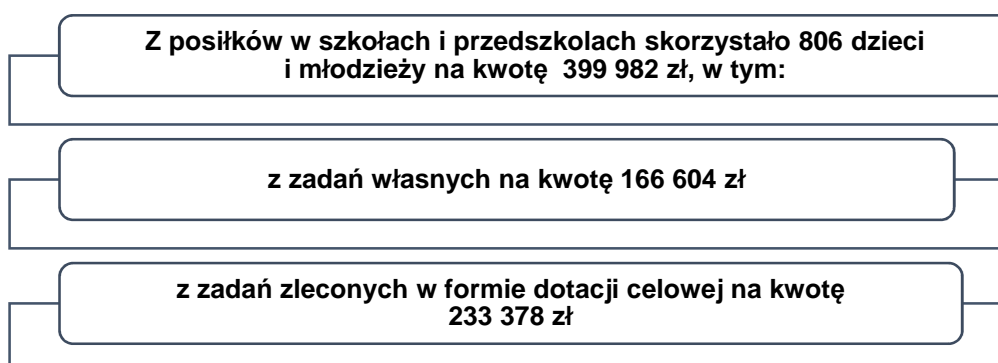 Z posiłków w szkołach i przedszkolach skorzystało 806 dzieci
i młodzieży na kwotę 399 982 zł, w tym:
z zadań własnych na kwotę 166 604 zł
z zadań zleconych w formie dotacji celowej na kwotę
233 378 zł